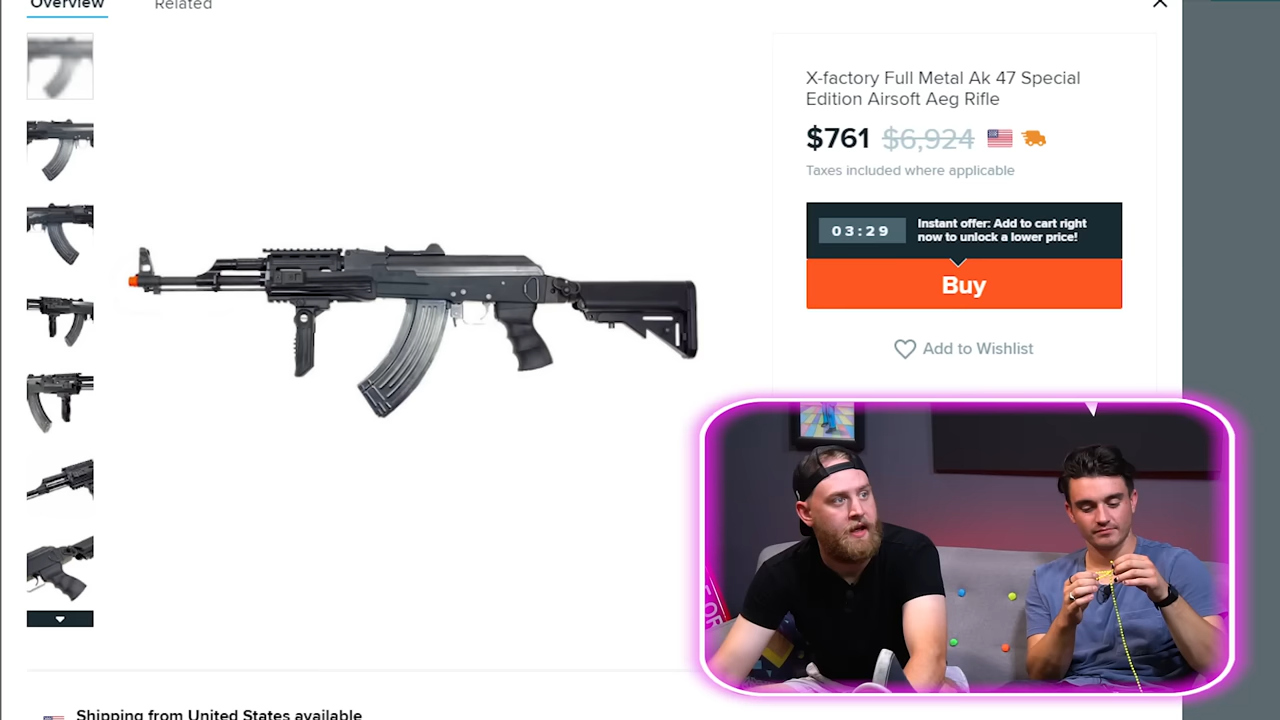 Overview
Related
X-factory Full Metal Ak 47 Special
Edition Airsoft Aeg Rifle
$761 $6,924
Taxes included where applicable
03:29
Instant offer: Add to cart right
now to unlock a lower price!
Buy
Add to Wishlist
Shipping from United States available